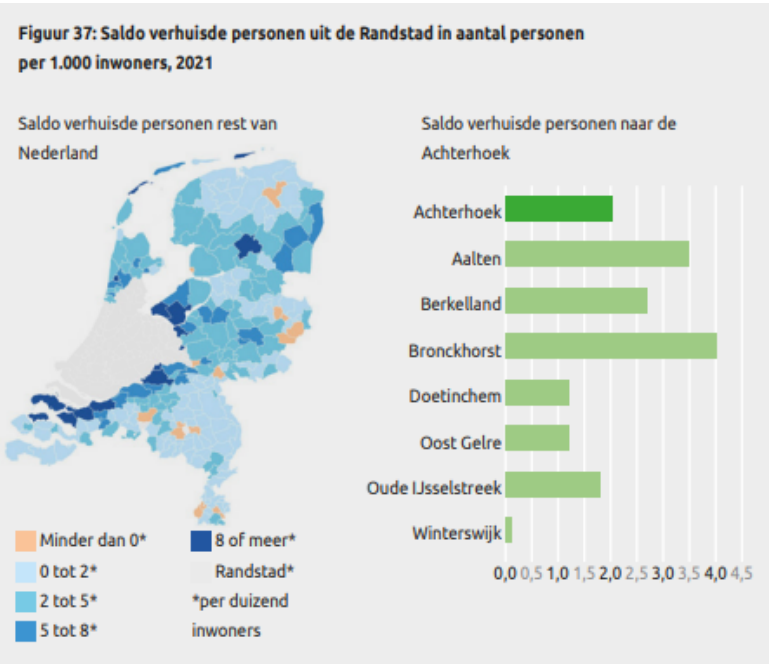 Figuur 37: Saldo verhuisde personen uit de Randstad in aantal personen
per 1.000 inwoners, 2021
Saldo verhuisde personen rest van
Nederland
Minder dan 0*
0 tot 2*
2 tot 5*
5 tot 8*
8 of meer*
Randstad*
*per duizend
inwoners
Saldo verhuisde personen naar de
Achterhoek
Achterhoek
Aalten
Berkelland
Bronckhorst
Doetinchem
Oost Gelre
Oude IJsselstreek
Winterswijk
0,0 0,5 1,0 1,5 2,0 2,5 3,0 3,5 4,0 4,5